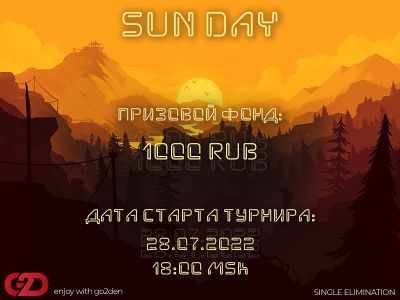 SUN DAY
ПРИЗОВОЙ ФОНД:
1000 RUB
ДАТА СТАРТА ТУРНИРА:
28.07.2022
18:00 MSK
G2D enjoy with go2den
SINGLE ELIMINATION